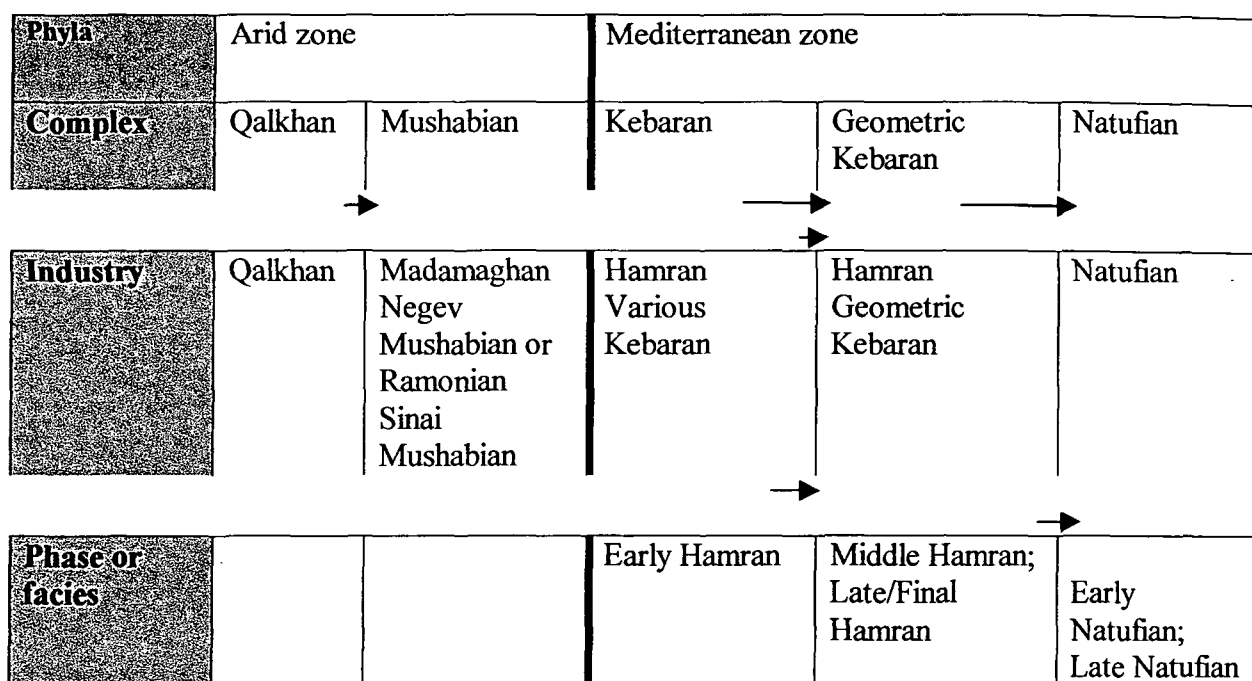 Phyla Arid zone Mediterranean zone
Complex Qalkhan Mushabian Kebaran Geometric Natufian
Kebaran
Industry Qalkhan Madamaghan Hamran Hamran Natufian
Negev Various Geometric
Mushabian or Kebaran Kebaran
Ramonian
Sinai
Mushabian
Phase or Early Hamran Middle Hamran;
facies Late/Final Early
Hamran Natufian;
Late Natufian